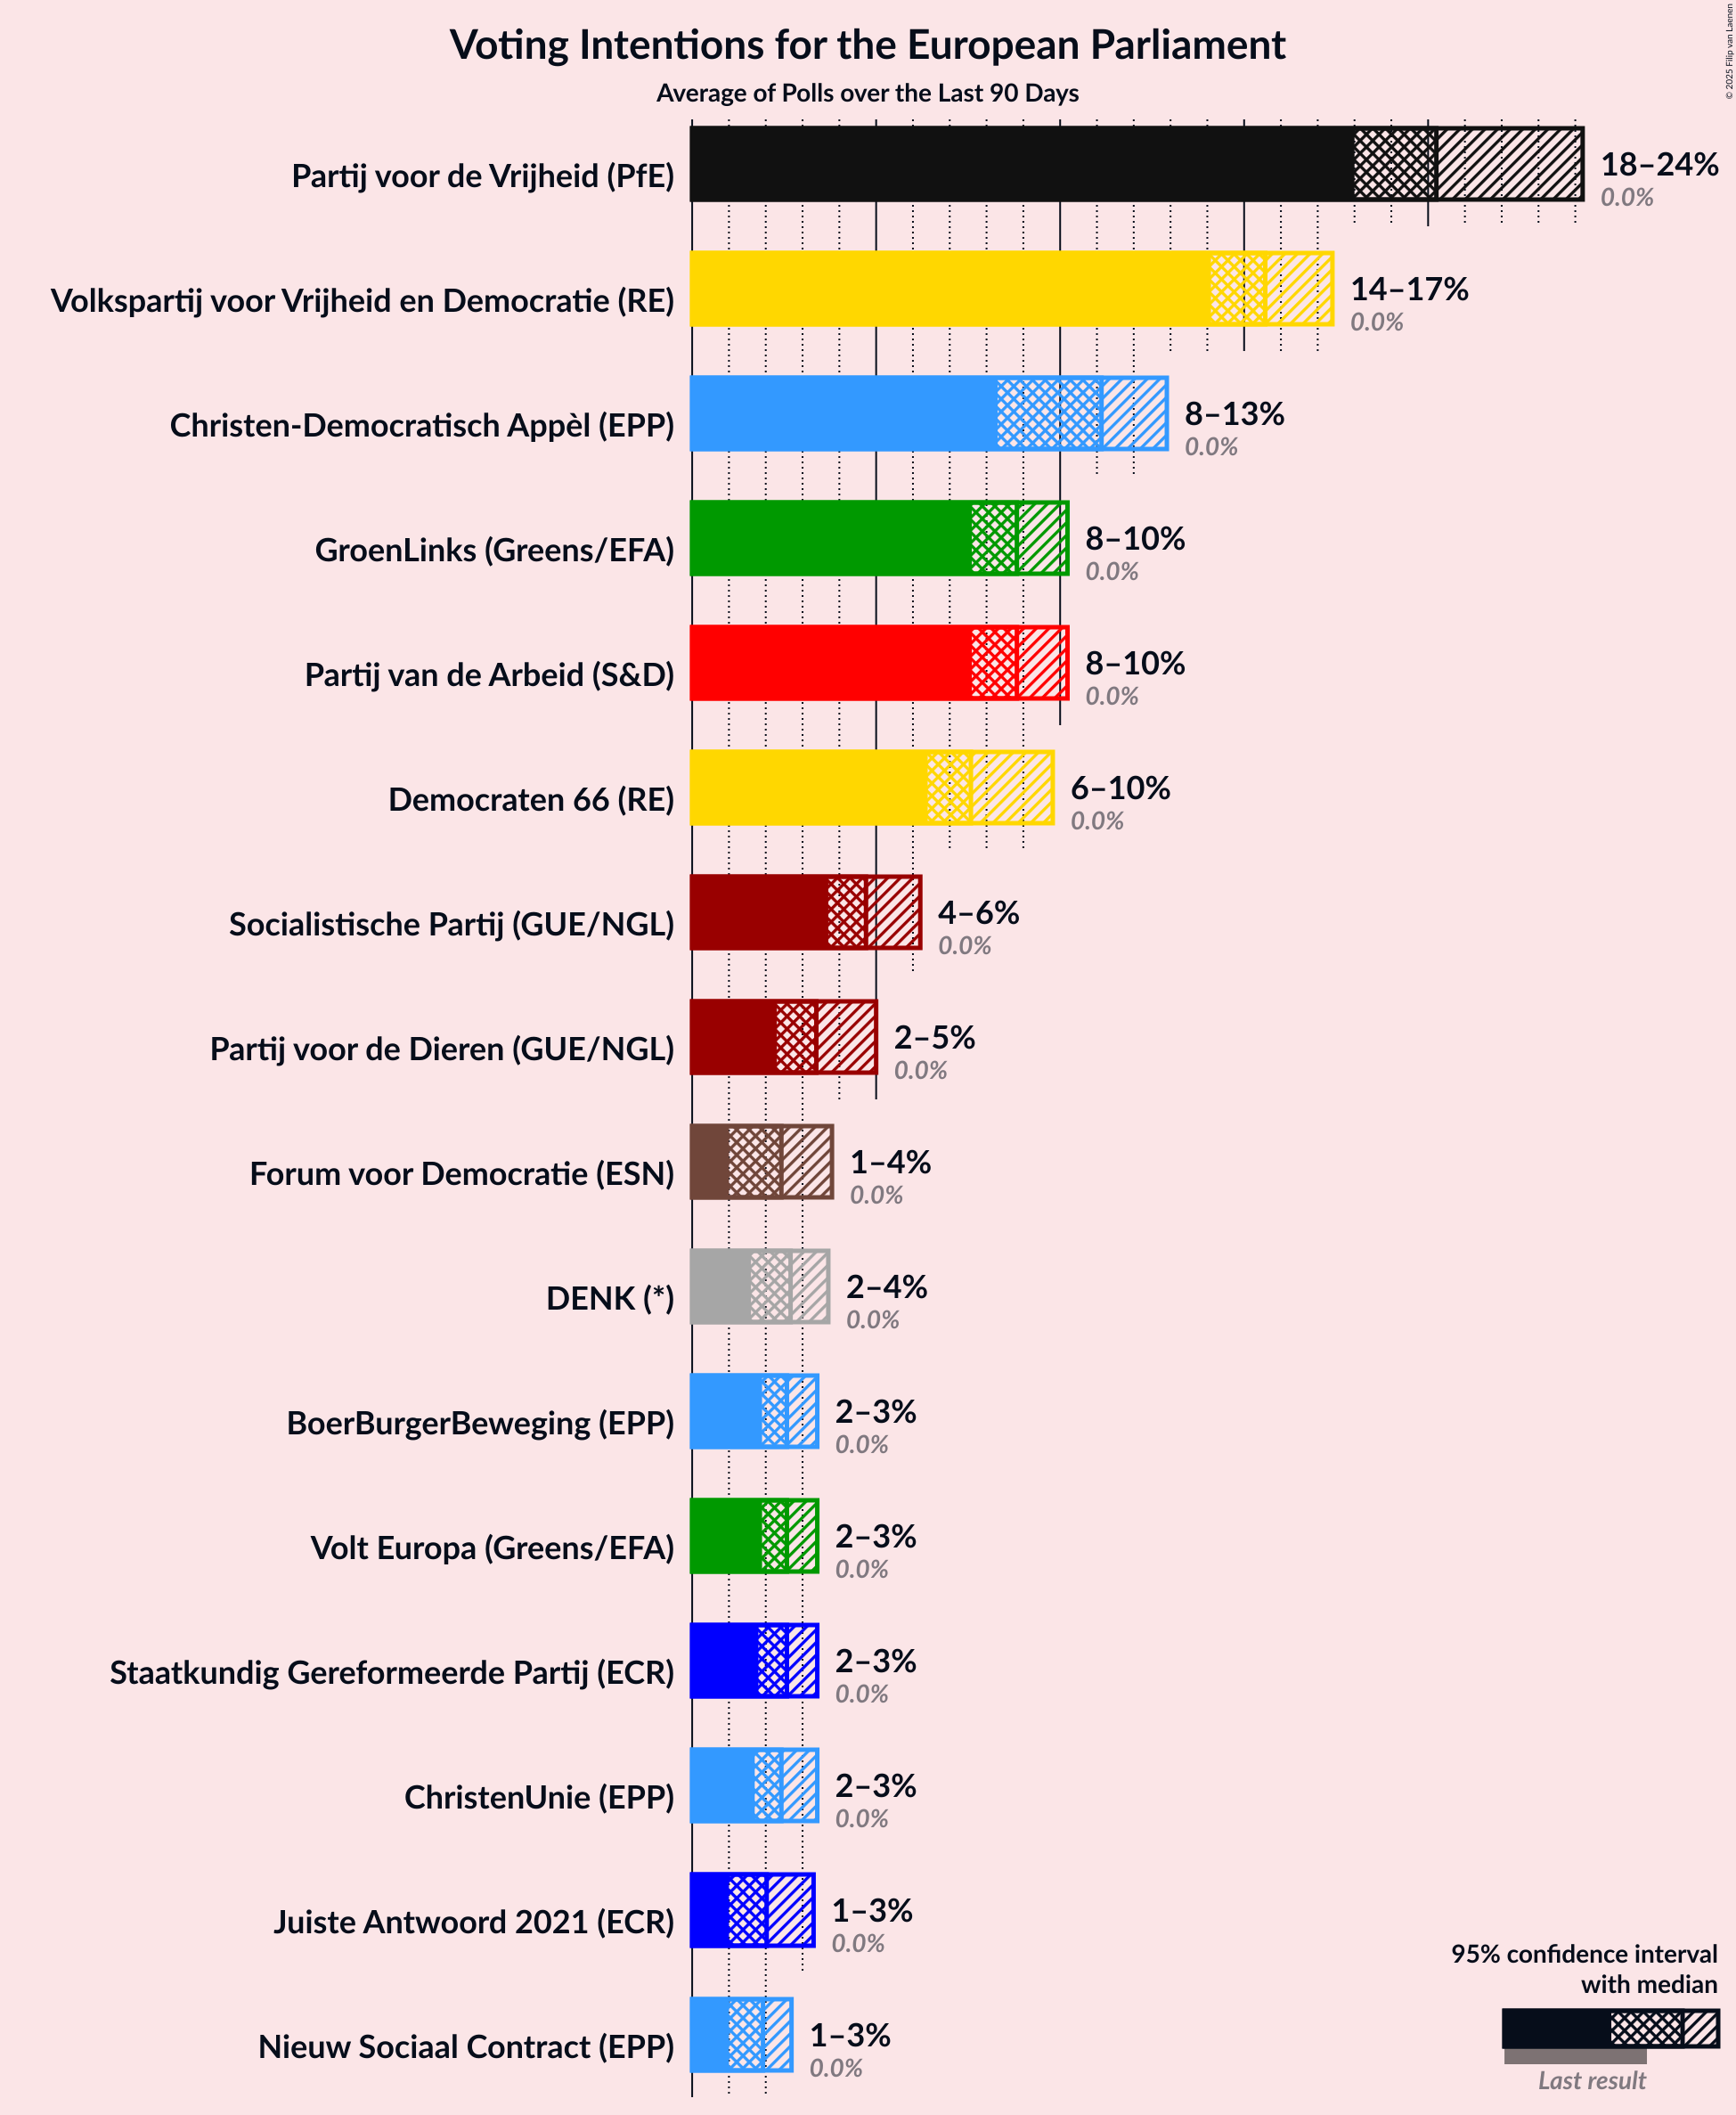 © 2025 Filip van Laenen
Voting Intentions for the European Parliament
Average of Polls over the Last 90 Days
Partij voor de Vrijheid (PfE)
18–24%
0.0%
Volkspartij voor Vrijheid en Democratie (RE)
14–17%
0.0%
Christen-Democratisch Appèl (EPP)
8–13%
0.0%
GroenLinks (Greens/EFA)
8–10%
0.0%
Partij van de Arbeid (S&D)
8–10%
0.0%
Democraten 66 (RE)
6–10%
0.0%
Socialistische Partij (GUE/NGL)
4–6%
0.0%
Partij voor de Dieren (GUE/NGL)
2–5%
0.0%
Forum voor Democratie (ESN)
1–4%
0.0%
DENK (*)
2–4%
0.0%
BoerBurgerBeweging (EPP)
2–3%
0.0%
Volt Europa (Greens/EFA)
2–3%
0.0%
Staatkundig Gereformeerde Partij (ECR)
2–3%
0.0%
ChristenUnie (EPP)
2–3%
0.0%
Juiste Antwoord 2021 (ECR)
1–3%
0.0%
Nieuw Sociaal Contract (EPP)
1–3%
0.0%
95% confidence interval
with median
Last result